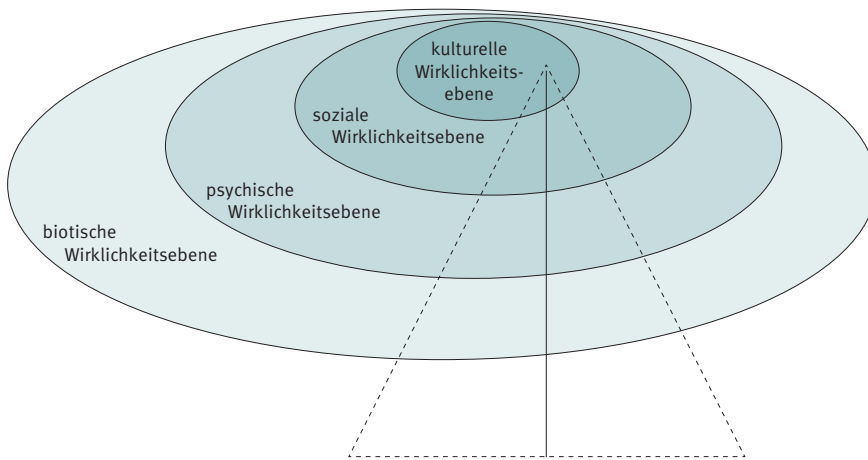 kulturelle
Wirklichkeits-
ebene
soziale
Wirklichkeitsebene
psychische
Wirklichkeitsebene
biotische
Wirklichkeitsebene